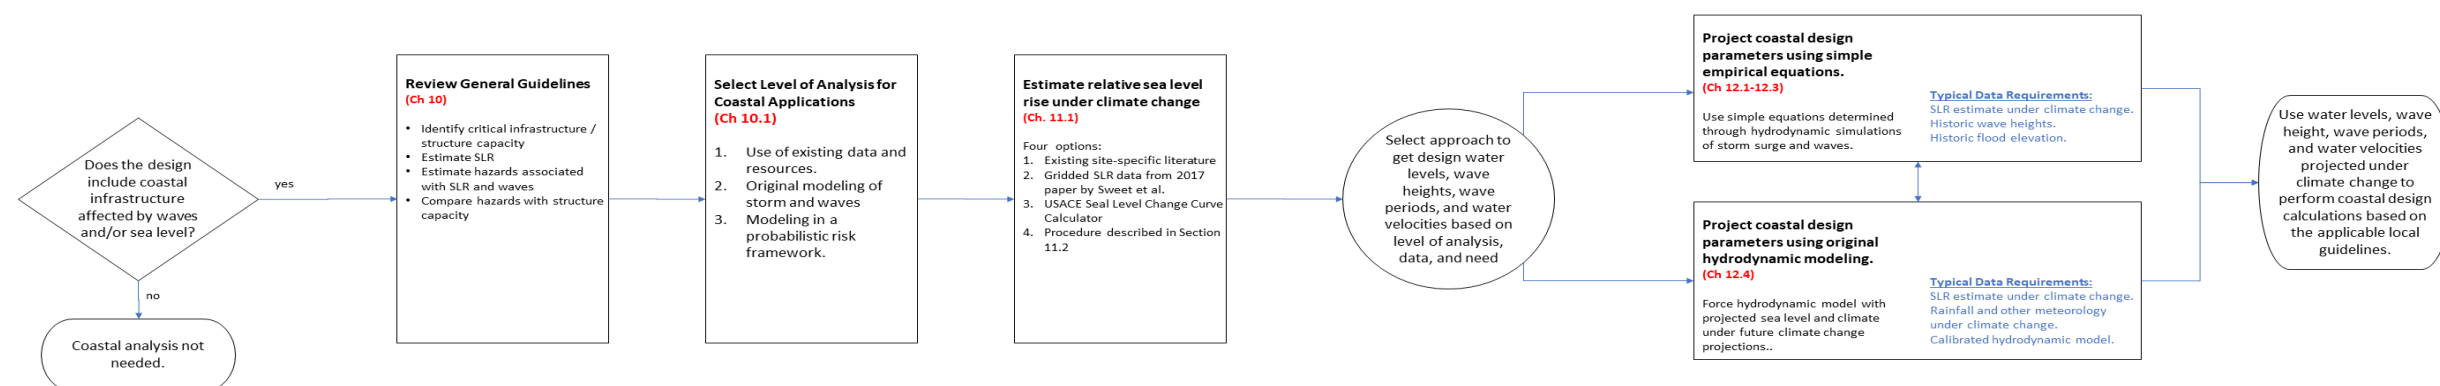 Does the design
include coastal
infrastructure
affected by waves
and/or sea level?
yes
no
Coastal analysis not
needed.
Review General Guidelines
(Ch 10)
• Identify critical infrastructure /
structure capacity
• Estimate SLR
• Estimate hazards associated
with SLR and waves
• Compare hazards with structure
capacity
Select Level of Analysis for
Coastal Applications
(Ch 10.1)
1. Use of existing data and
resources.
2. Original modeling of
storm and waves
3. Modeling in a
probabilistic risk
framework.
Estimate relative sea level
rise under climate change
(Ch. 11.1)
Four options:
1. Existing site-specific literature
2. Gridded SLR data from 2017
paper by Sweet et al.
3. USACE Seal Level Change Curve
Calculator
4. Procedure described in Section
11.2
Select approach to
get design water
levels, wave
heights, wave
periods, and water
velocities based on
level of analysis,
data, and need
Project coastal design
parameters using simple
empirical equations.
(Ch 12.1-12.3)
Use simple equations determined
through hydrodynamic simulations
of storm surge and waves.
Typical Data Requirements:
SLR estimate under climate change.
Historic wave heights.
Historic flood elevation.
Project coastal design
parameters using original
hydrodynamic modeling.
(Ch 12.4)
Force hydrodynamic model with
projected sea level and climate
under future climate change
projections..
Typical Data Requirements:
SLR estimate under climate change.
Rainfall and other meteorology
under climate change.
Calibrated hydrodynamic model.
Use water levels, wave
height, wave periods,
and water velocities
projected under
climate change to
perform coastal design
calculations based on
the applicable local
guidelines.